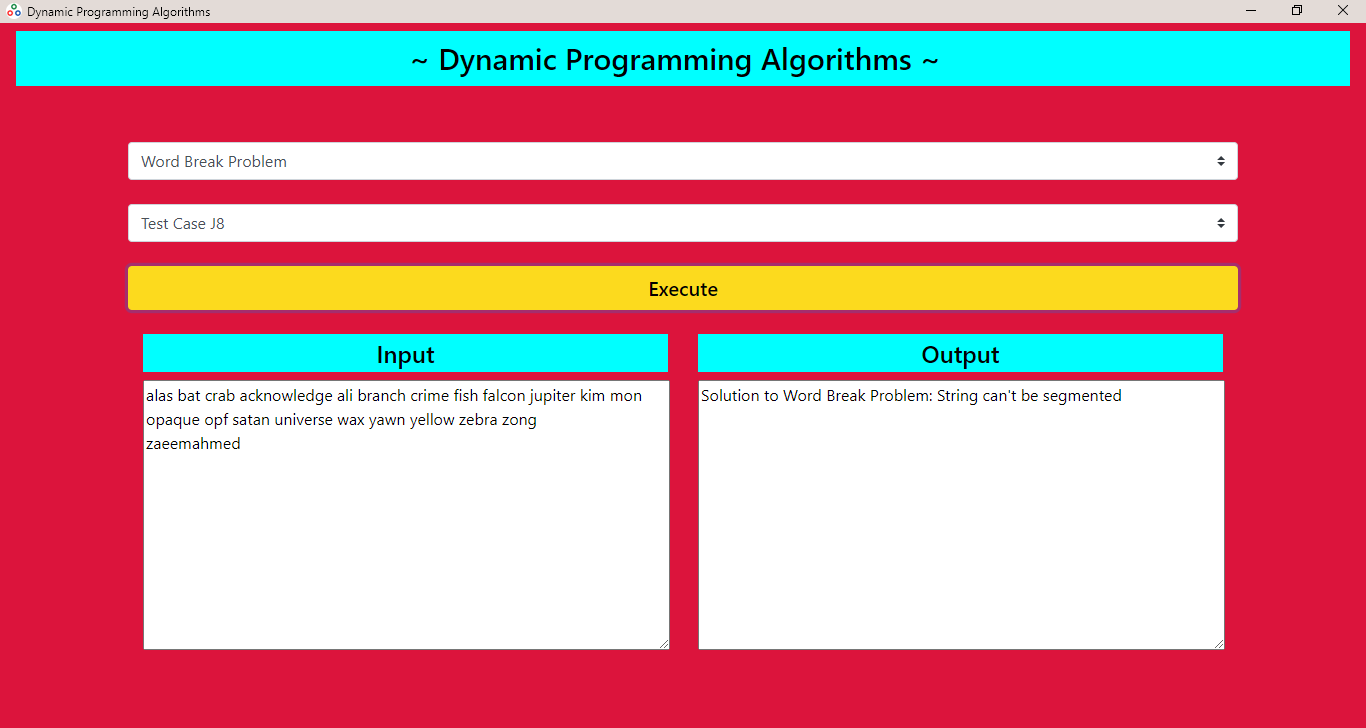 Dynamic Programming Algorithms
~ Dynamic Programming Algorithms ~
Word Break Problem
Test Case J8
Execute
Input
Output
alas bat crab acknowledge ali branch crime fish falcon jupiter kim mon
opaque opf satan universe wax yawn yellow zebra zong
zaeemahmed
Solution to Word Break Problem: String can't be segmented